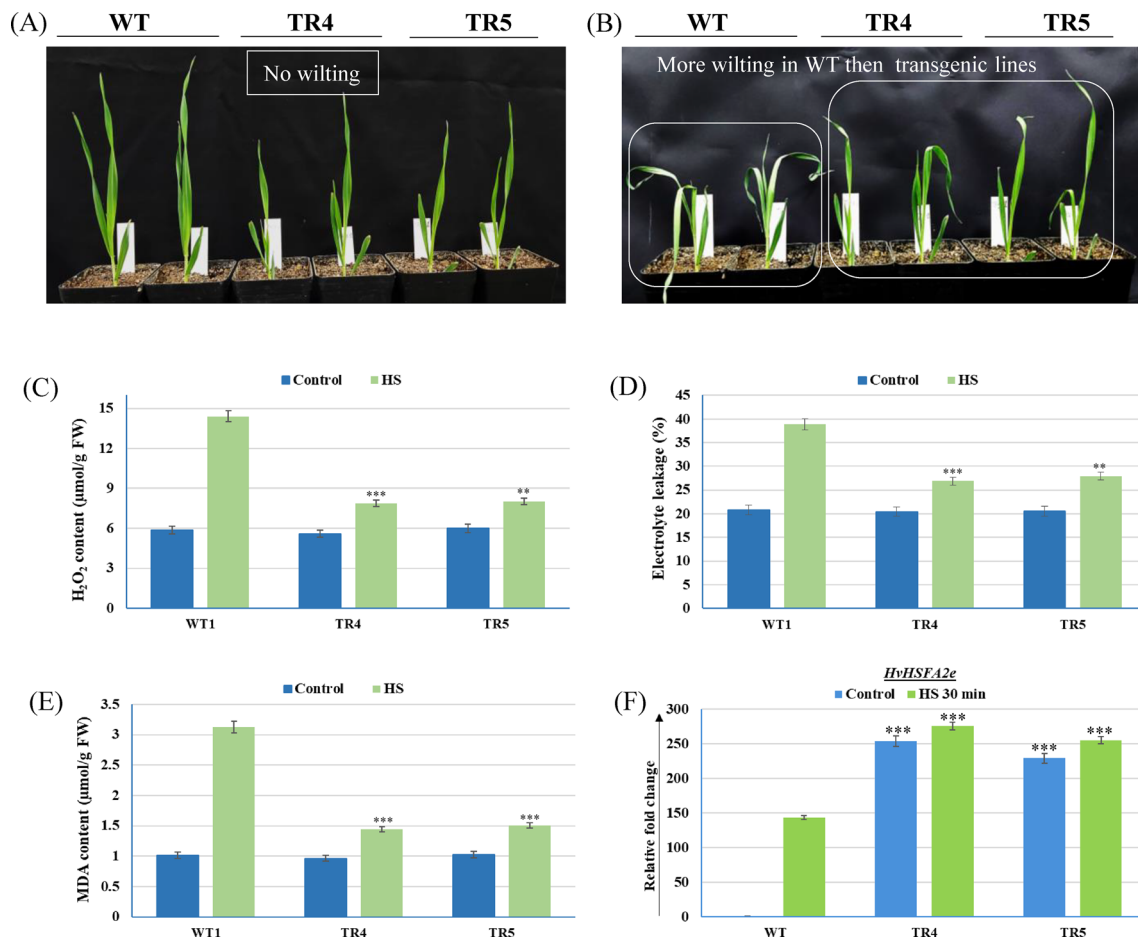 (A)
WT TR4 TR5
No wilting
(B)
WT TR4 TR5
More wilting in WT then transgenic lines
(C)
Control HS
H₂O₂ content (μmol/g FW)
15
12
9
6
3
0
WT1 TR4 TR5
*** **
(D)
Control HS
Electrolyte leakage (%)
45
40
35
30
25
20
15
10
5
0
WT1 TR4 TR5
*** **
(E)
Control HS
MDA content (μmol/g FW)
3.5
3
2.5
2
1.5
1
0.5
0
WT1 TR4 TR5
*** ***
(F)
HvHSFA2e
Control HS 30 min
Relative fold change
300
250
200
150
100
50
0
WT TR4 TR5
*** *** *** ***